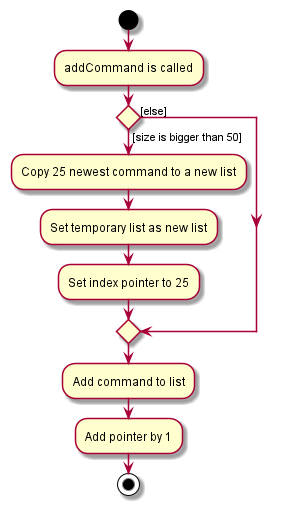 addCommand is called
[else]
[size is bigger than 50]
Copy 25 newest command to a new list
Set temporary list as new list
Set index pointer to 25
Add command to list
Add pointer by 1